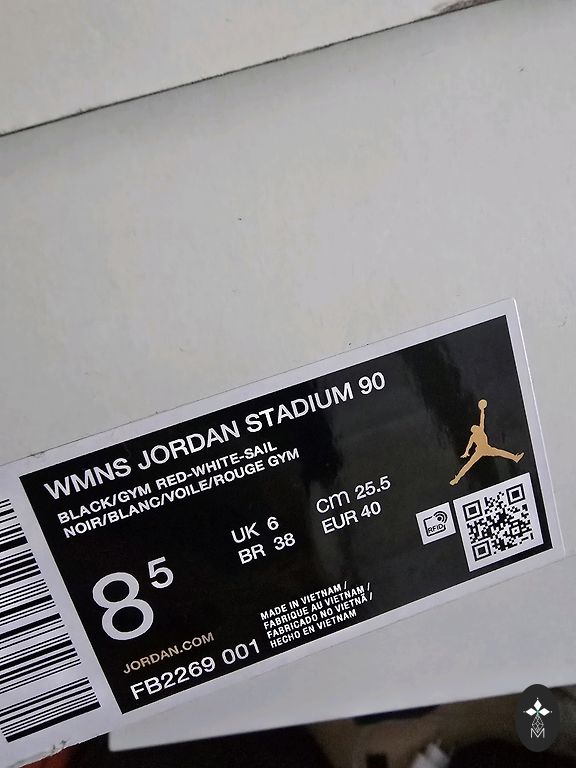 WMNS JORDAN STADIUM 90
BLACK/GYM RED-WHITE-SAIL
NOIR/BLANC/VOILE/ROUGE GYM
8⁵
UK 6
BR 38
cm 25.5
EUR 40
RFID
JORDAN.COM
FB2269 001
MADE IN VIETNAM /
FABRIQUE AU VIETNAM /
FABRICADO NO VIETNÃ /
HECHO EN VIETNAM
M